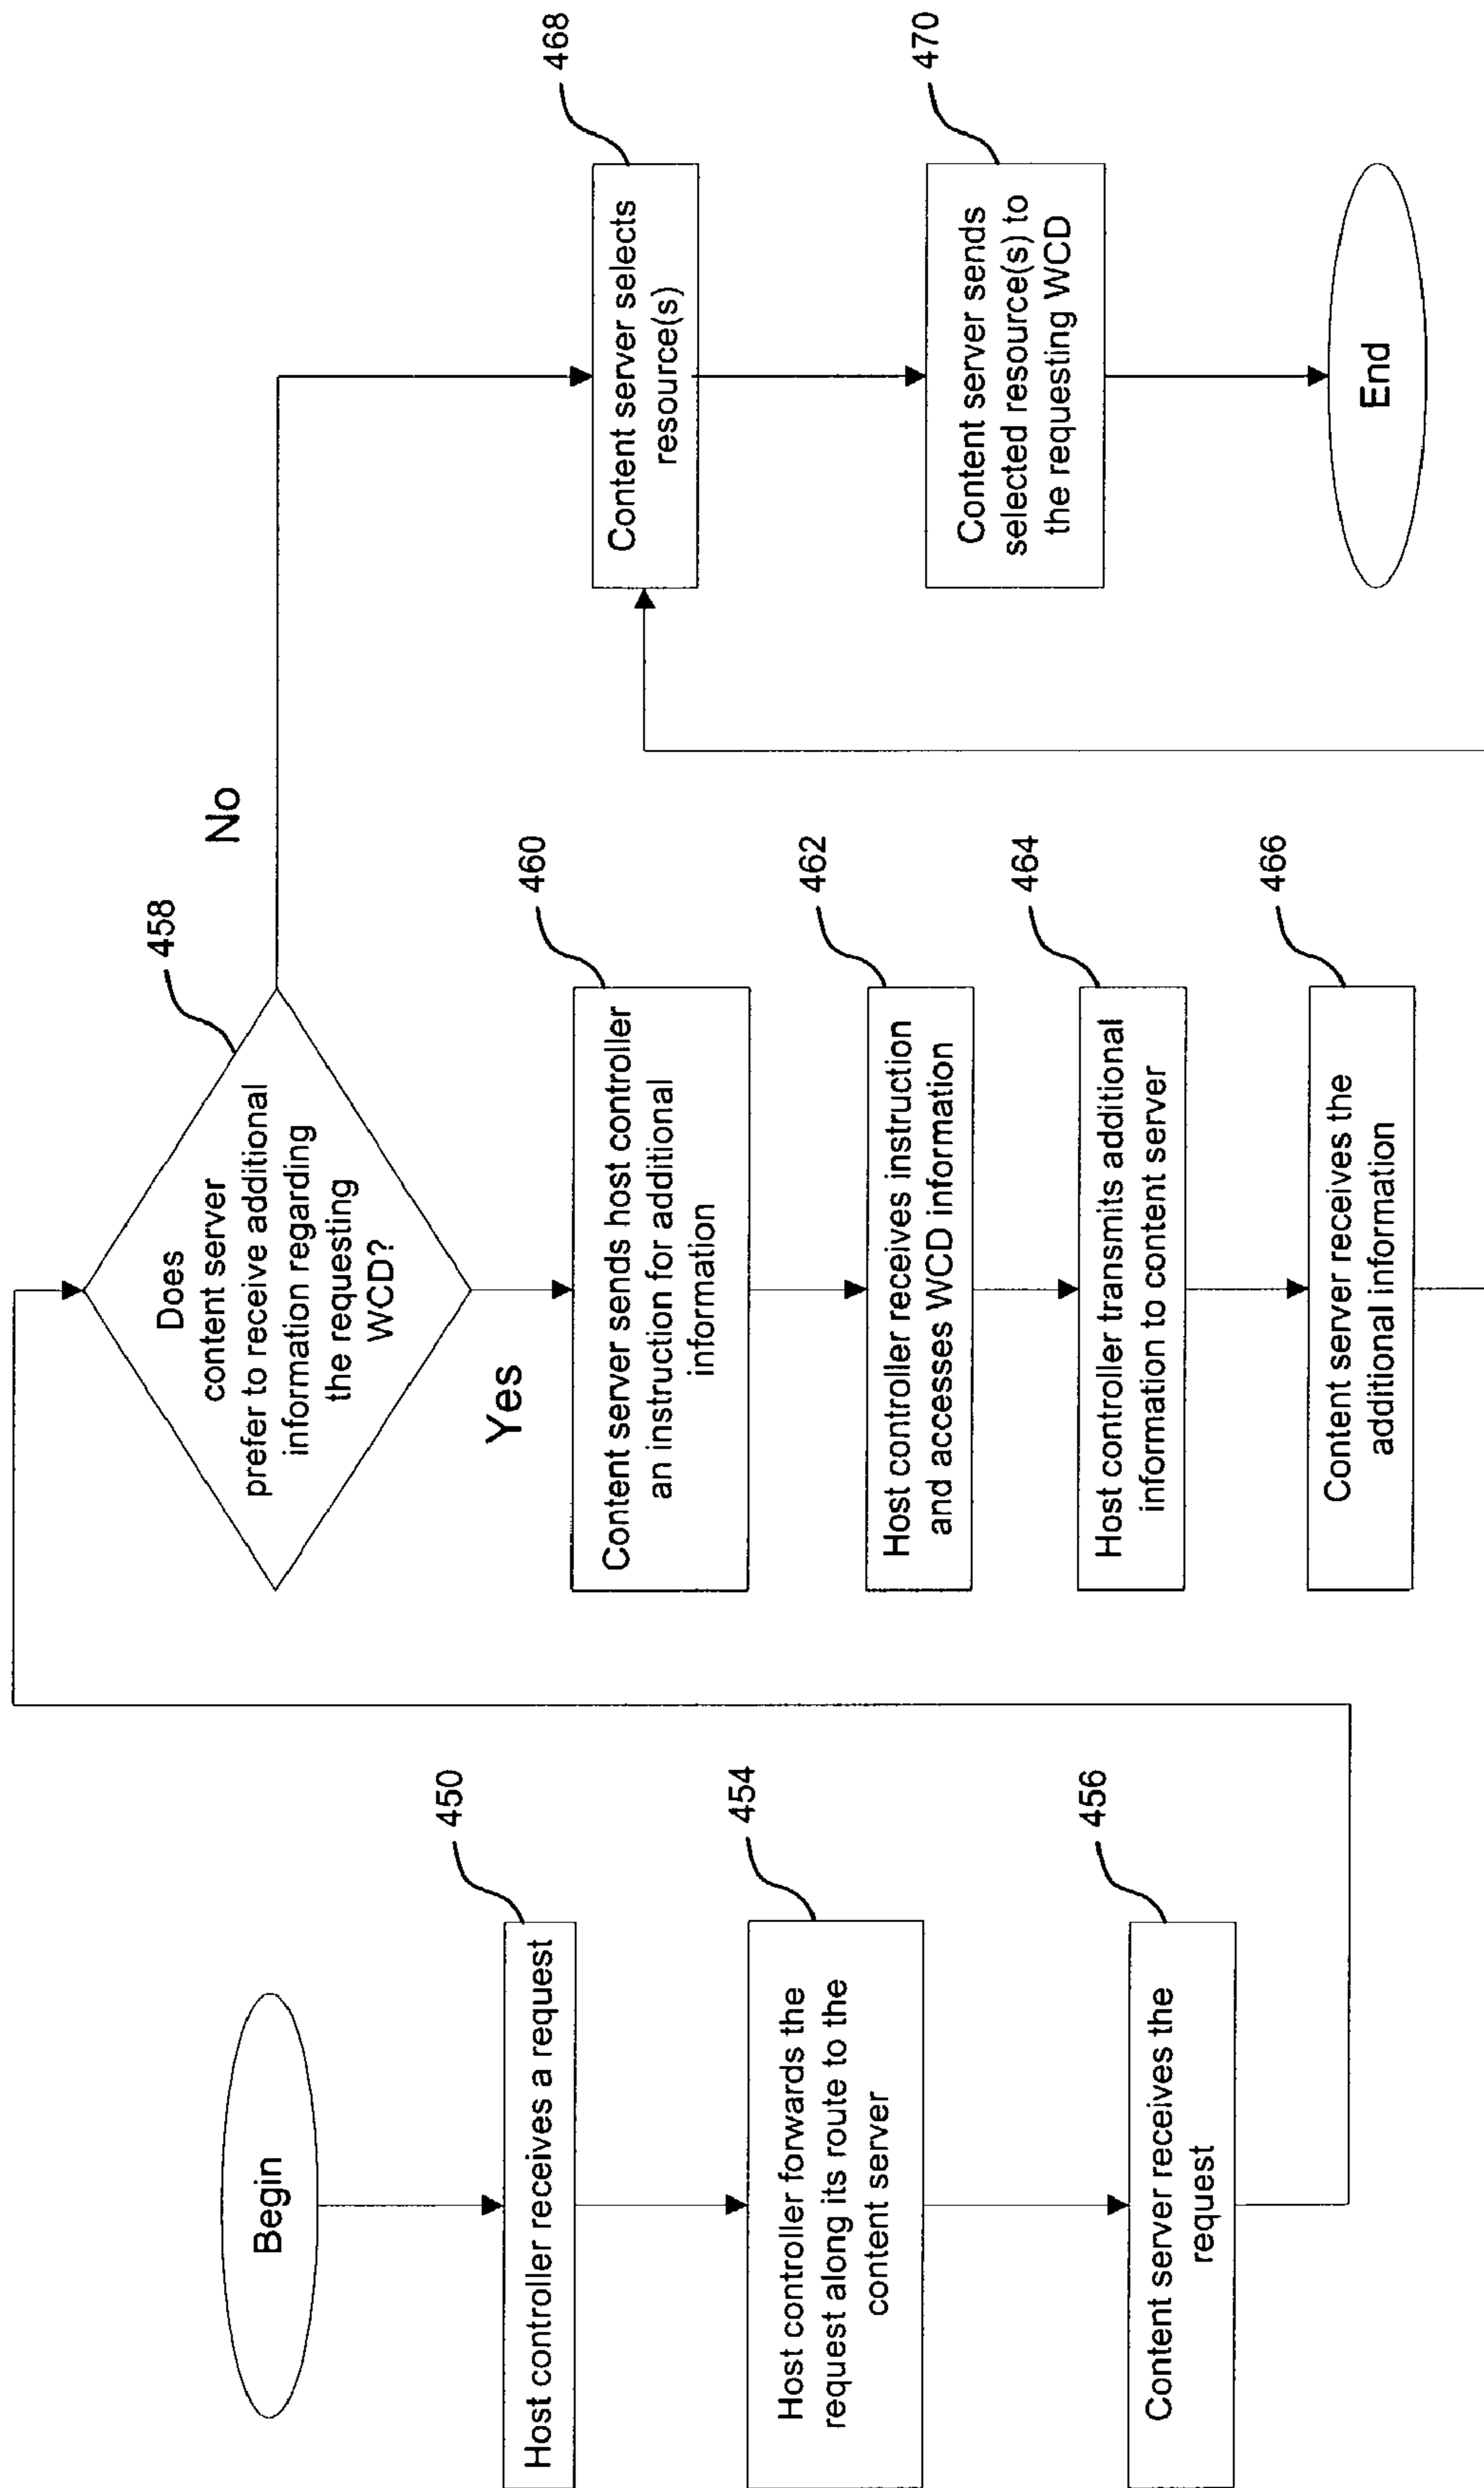 Begin
450
Host controller receives a request
454
Host controller forwards the
request along its route to the
content server
456
Content server receives the
request
458
Does
content server
prefer to receive additional
information regarding
the requesting
WCD?
No
Yes
460
Content server sends host controller
an instruction for additional
information
462
Host controller receives instruction
and accesses WCD information
464
Host controller transmits additional
information to content server
466
Content server receives the
additional information
468
Content server selects
resource(s)
470
Content server sends
selected resource(s) to
the requesting WCD
End